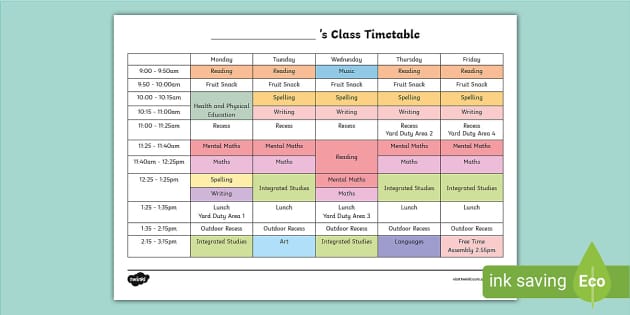 ____________________ 's Class Timetable
Monday Tuesday Wednesday Thursday Friday
9:00 - 9:50am Reading Reading Music Reading Reading
9:50 - 10:00am Fruit Snack Fruit Snack Fruit Snack Fruit Snack Fruit Snack
10.00 - 10:15am Health and Physical Education Spelling Spelling Spelling Spelling
10:15 - 11:00am Writing Writing Writing Writing
11:00 - 11:25am Recess Recess Recess Recess Yard Duty Area 2 Recess Yard Duty Area 4
11:25 - 11:40am Mental Maths Mental Maths Reading Mental Maths Mental Maths
11:40am - 12:25pm Maths Maths Maths Maths
12:25 - 1:25pm Spelling Integrated Studies Mental Maths Integrated Studies Integrated Studies
Writing Maths
1:25 - 1:35pm Lunch Yard Duty Area 1 Lunch Lunch Yard Duty Area 3 Lunch Lunch
1:35 - 2:15pm Outdoor Recess Outdoor Recess Outdoor Recess Outdoor Recess Outdoor Recess
2:15 - 3:15pm Integrated Studies Art Integrated Studies Languages Free Time Assembly 2:55pm
twinkl
ink saving Eco